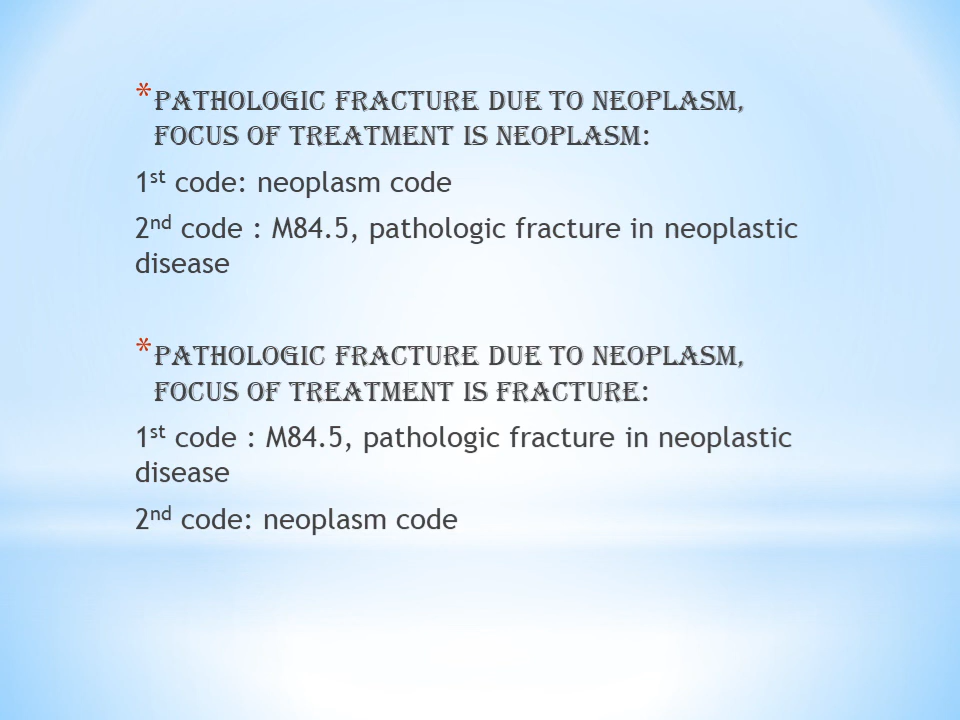 *PATHOLOGIC FRACTURE DUE TO NEOPLASM,
FOCUS OF TREATMENT IS NEOPLASM:
1st code: neoplasm code
2nd code : M84.5, pathologic fracture in neoplastic
disease
*PATHOLOGIC FRACTURE DUE TO NEOPLASM,
FOCUS OF TREATMENT IS FRACTURE:
1st code : M84.5, pathologic fracture in neoplastic
disease
2nd code: neoplasm code